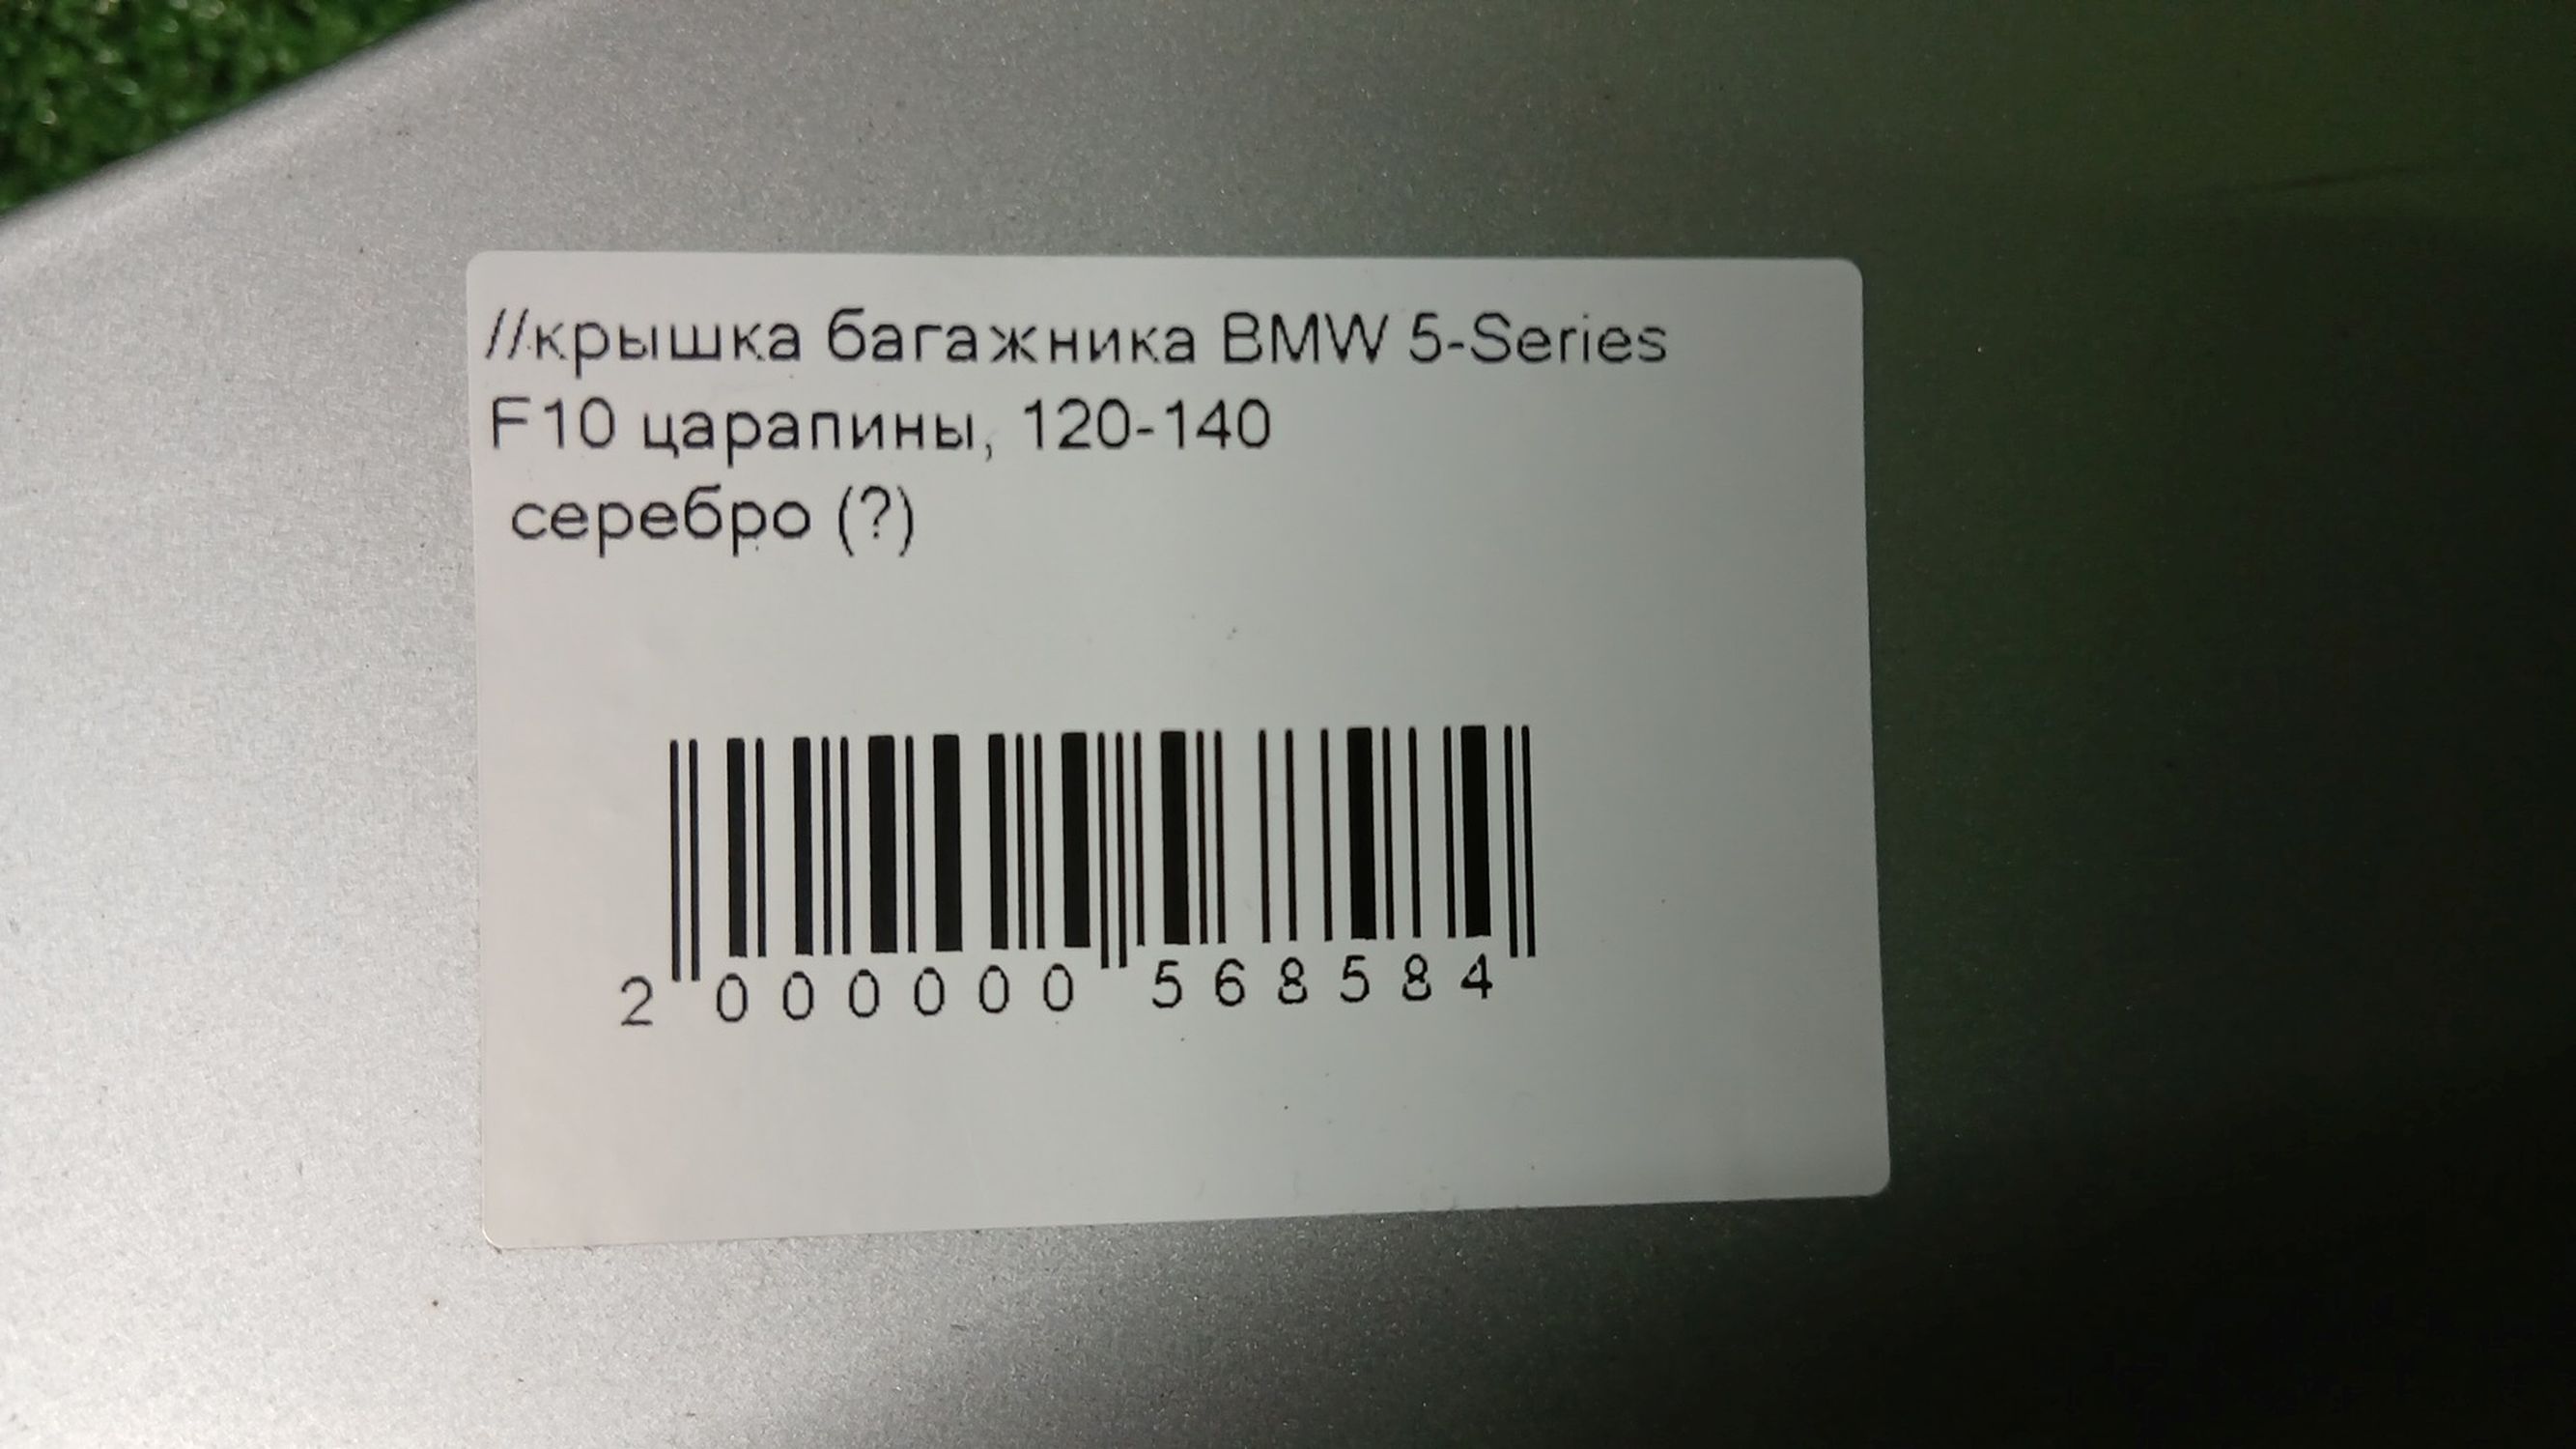 //крышка багажника BMW 5-Series
F10 царапины, 120-140
серебро (?)
2 000000 568584